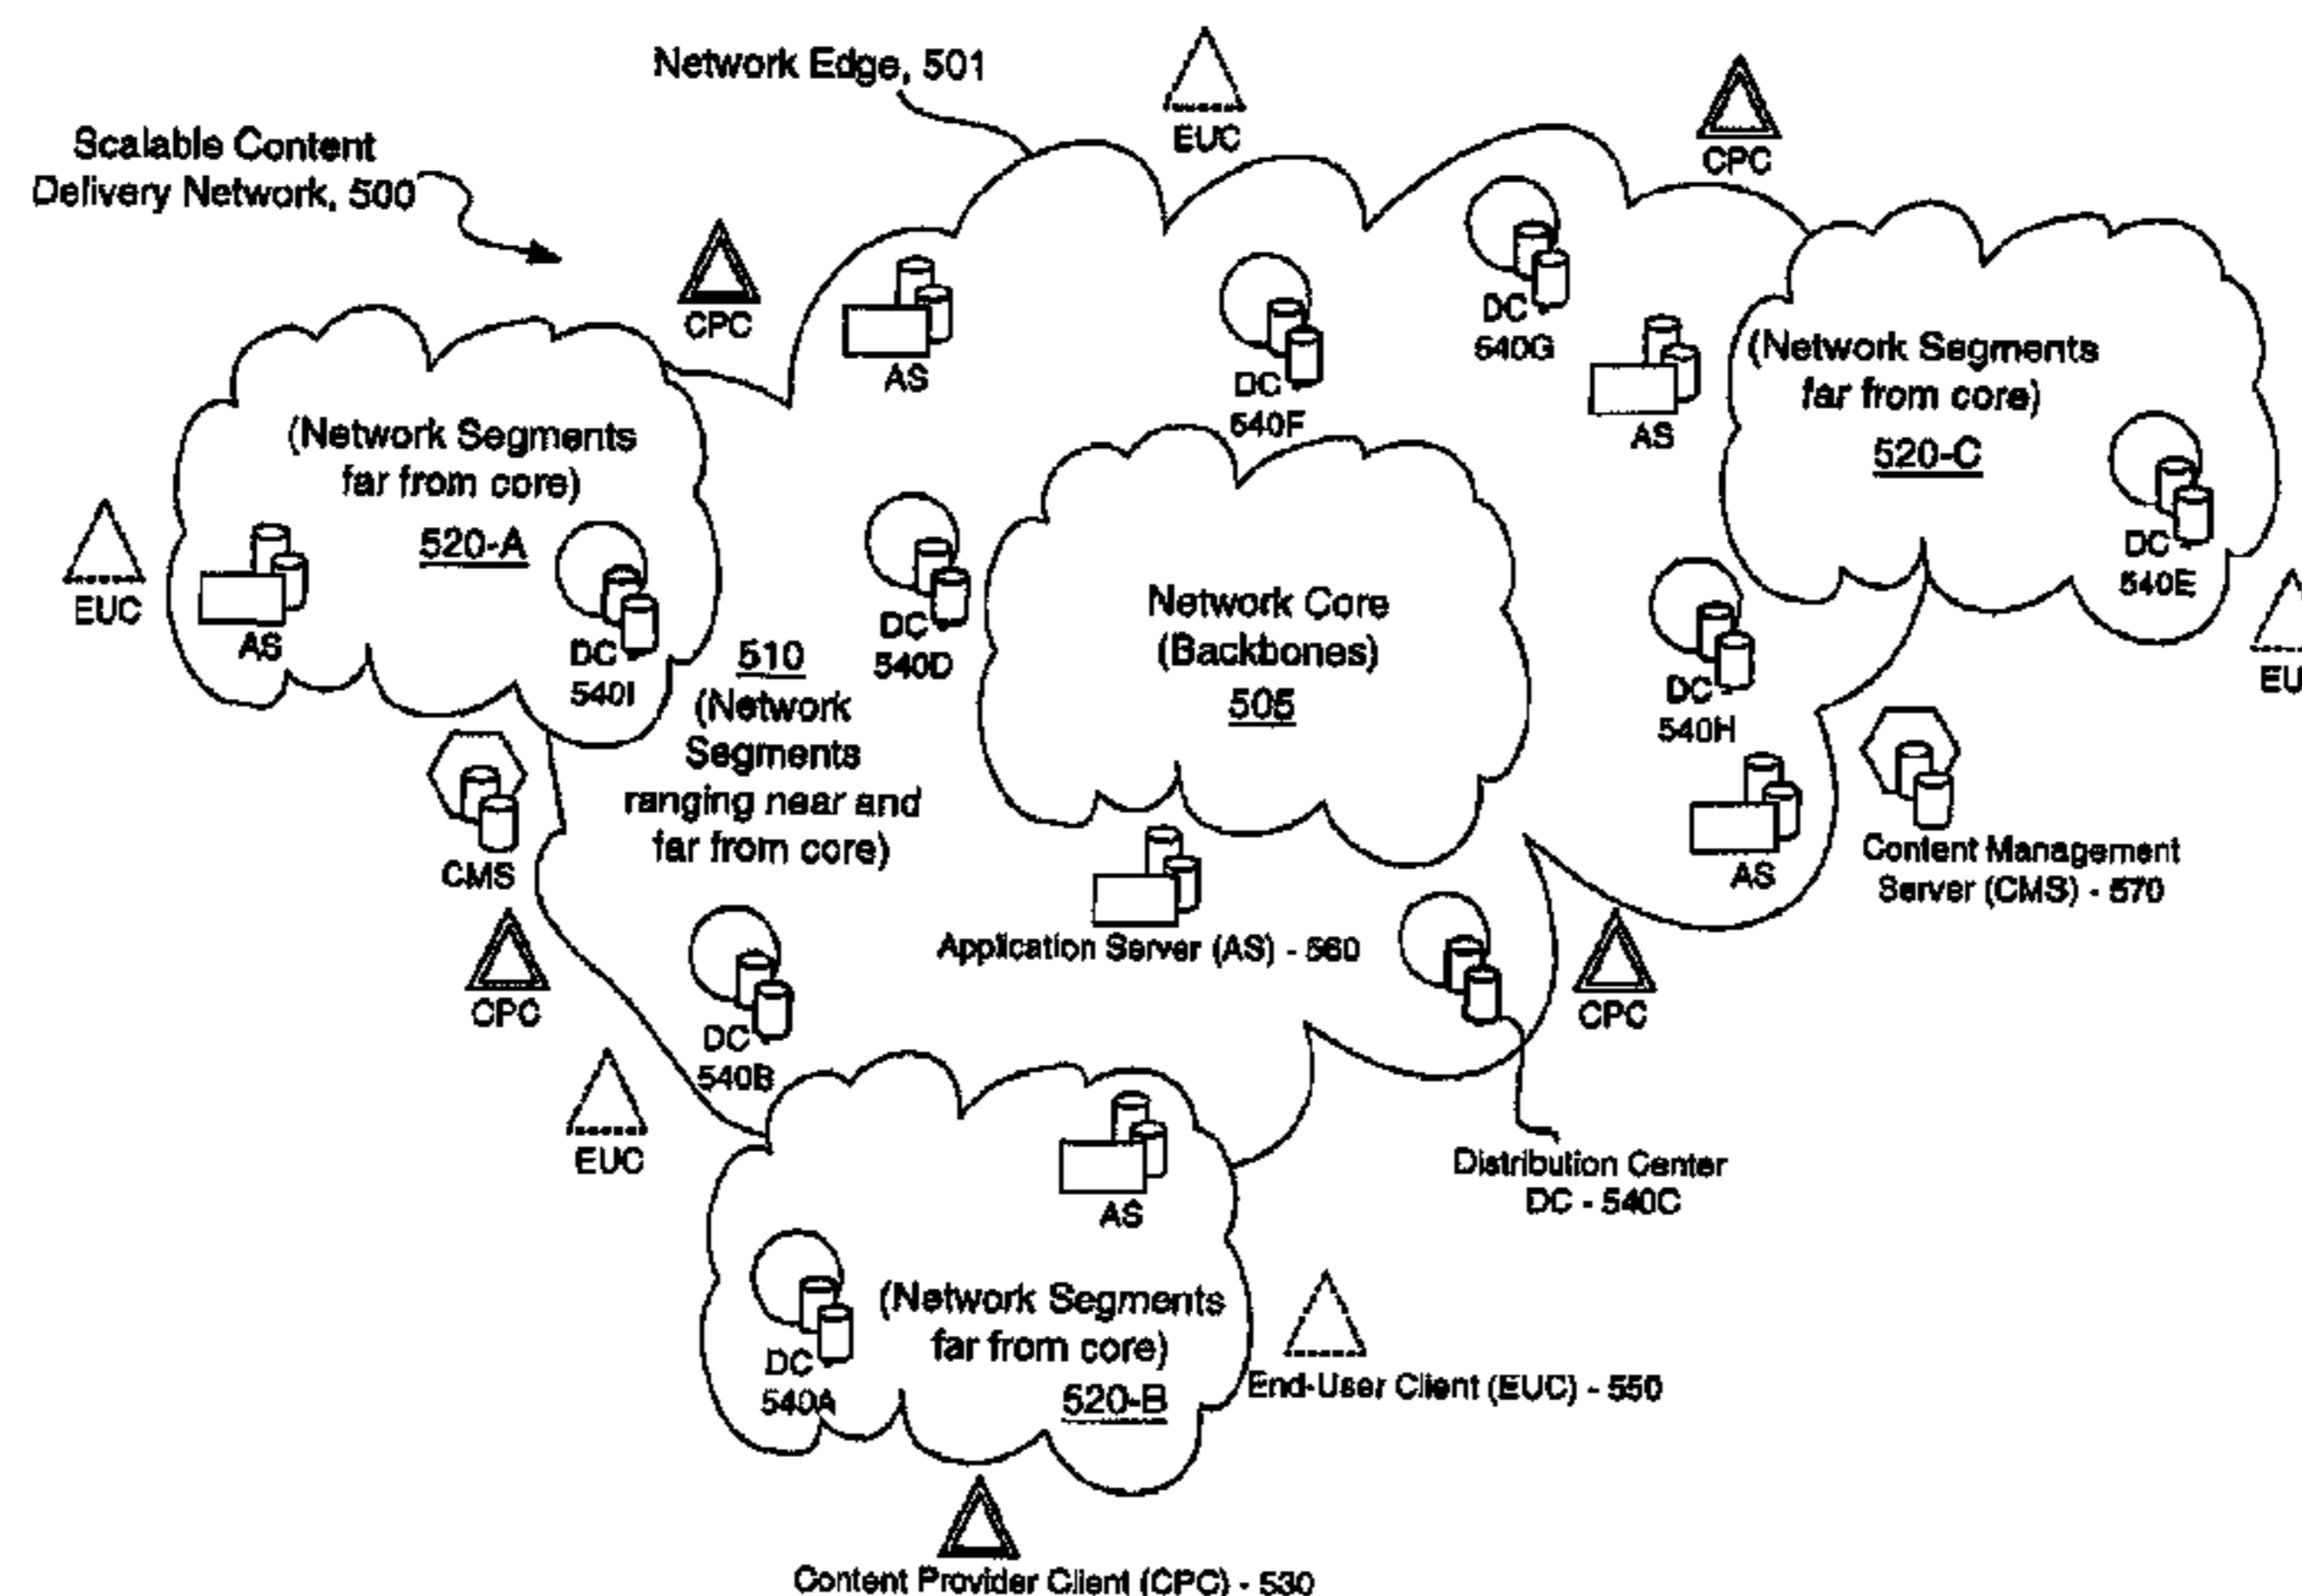 Network Edge, 501
EUC
CPC
Scalable Content
Delivery Network, 500
CPC
AS
DC
540F
DC
540G
AS
(Network Segments
far from core)
520-C
DC
540E
EUC
(Network Segments
far from core)
520-A
AS
DC
540I
DC
540D
510
(Network
Segments
ranging near and
far from core)
Network Core
(Backbones)
505
DC
540H
EU
CMS
CPC
AS
Content Management
Server (CMS) - 570
Application Server (AS) - 560
CPC
DC
540B
EUC
AS
Distribution Center
DC - 540C
DC
540A
(Network Segments
far from core)
520-B
End-User Client (EUC) - 550
Content Provider Client (CPC) - 530